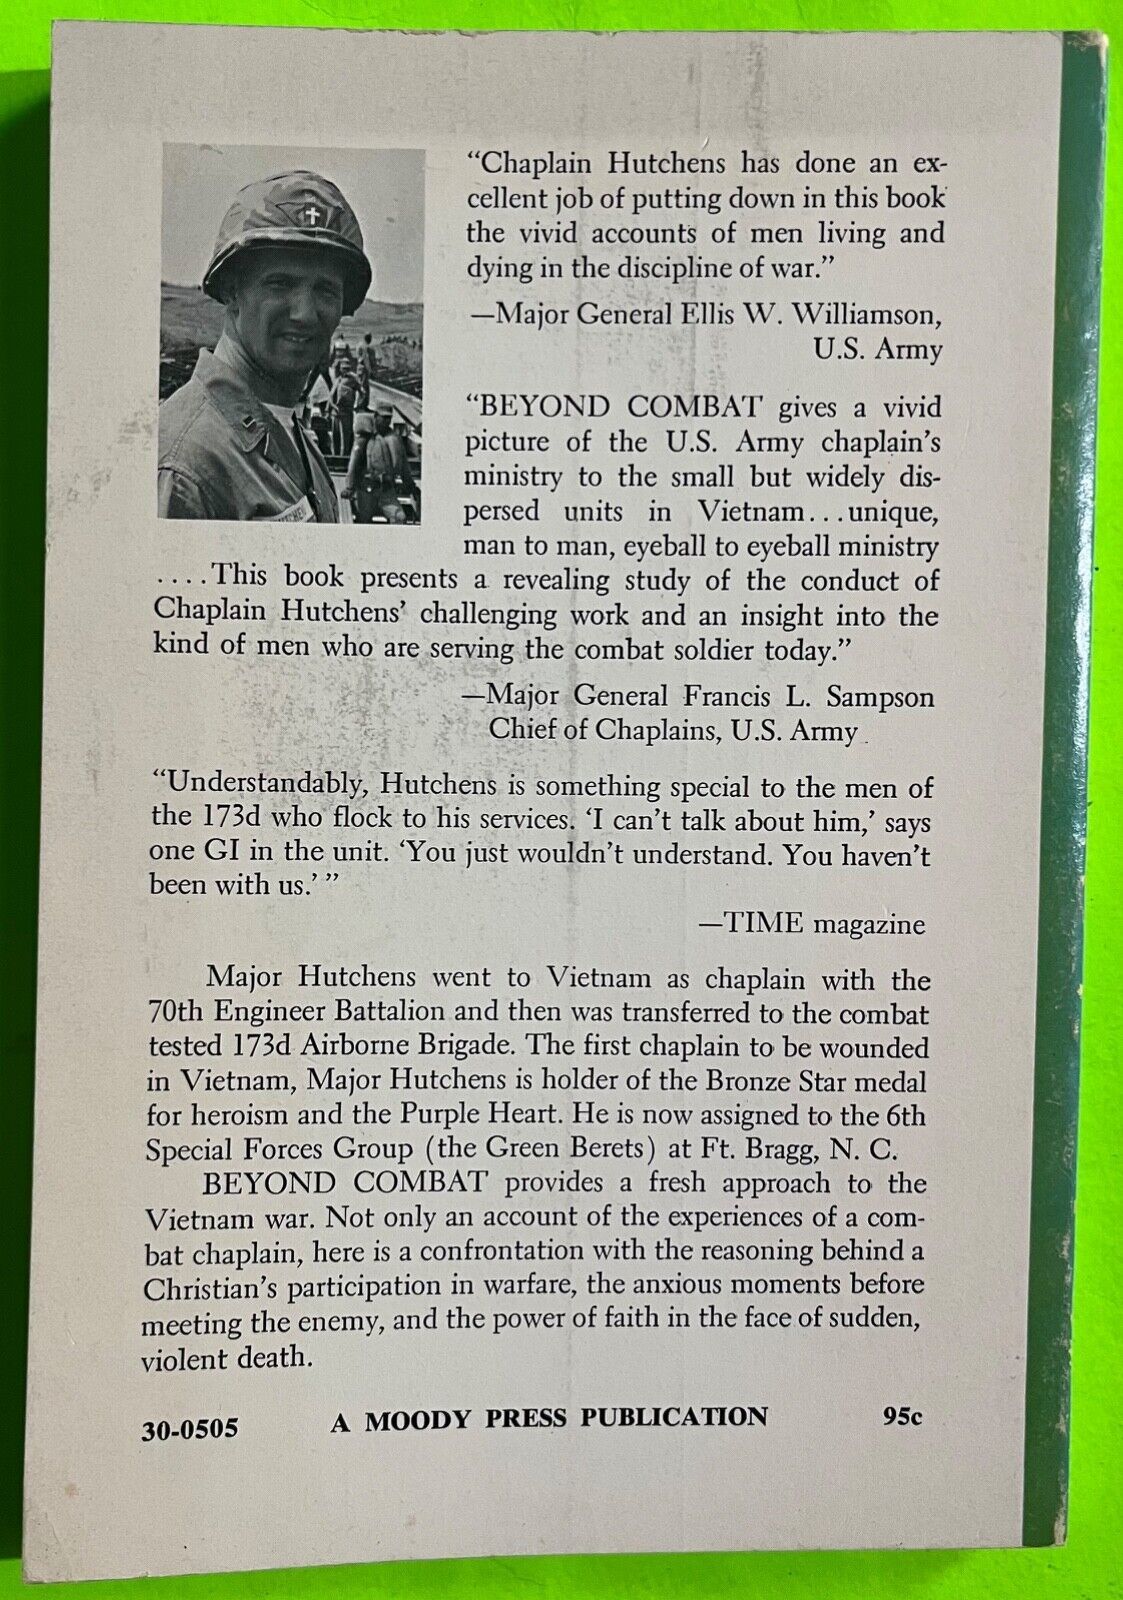 “Chaplain Hutchens has done an ex-
cellent job of putting down in this book
the vivid accounts of men living and
dying in the discipline of war.”
—Major General Ellis W. Williamson,
U.S. Army
“BEYOND COMBAT gives a vivid
picture of the U.S. Army chaplain’s
ministry to the small but widely dis-
persed units in Vietnam...unique,
man to man, eyeball to eyeball ministry
....This book presents a revealing study of the conduct of
Chaplain Hutchens’ challenging work and an insight into the
kind of men who are serving the combat soldier today.”
—Major General Francis L. Sampson
Chief of Chaplains, U.S. Army
“Understandably, Hutchens is something special to the men of
the 173d who flock to his services. ‘I can’t talk about him,’ says
one GI in the unit. ‘You just wouldn’t understand. You haven’t
been with us.’ ”
—TIME magazine
Major Hutchens went to Vietnam as chaplain with the
70th Engineer Battalion and then was transferred to the combat
tested 173d Airborne Brigade. The first chaplain to be wounded
in Vietnam, Major Hutchens is holder of the Bronze Star medal
for heroism and the Purple Heart. He is now assigned to the 6th
Special Forces Group (the Green Berets) at Ft. Bragg, N. C.
BEYOND COMBAT provides a fresh approach to the
Vietnam war. Not only an account of the experiences of a com-
bat chaplain, here is a confrontation with the reasoning behind a
Christian’s participation in warfare, the anxious moments before
meeting the enemy, and the power of faith in the face of sudden,
violent death.
30-0505 A MOODY PRESS PUBLICATION 95c